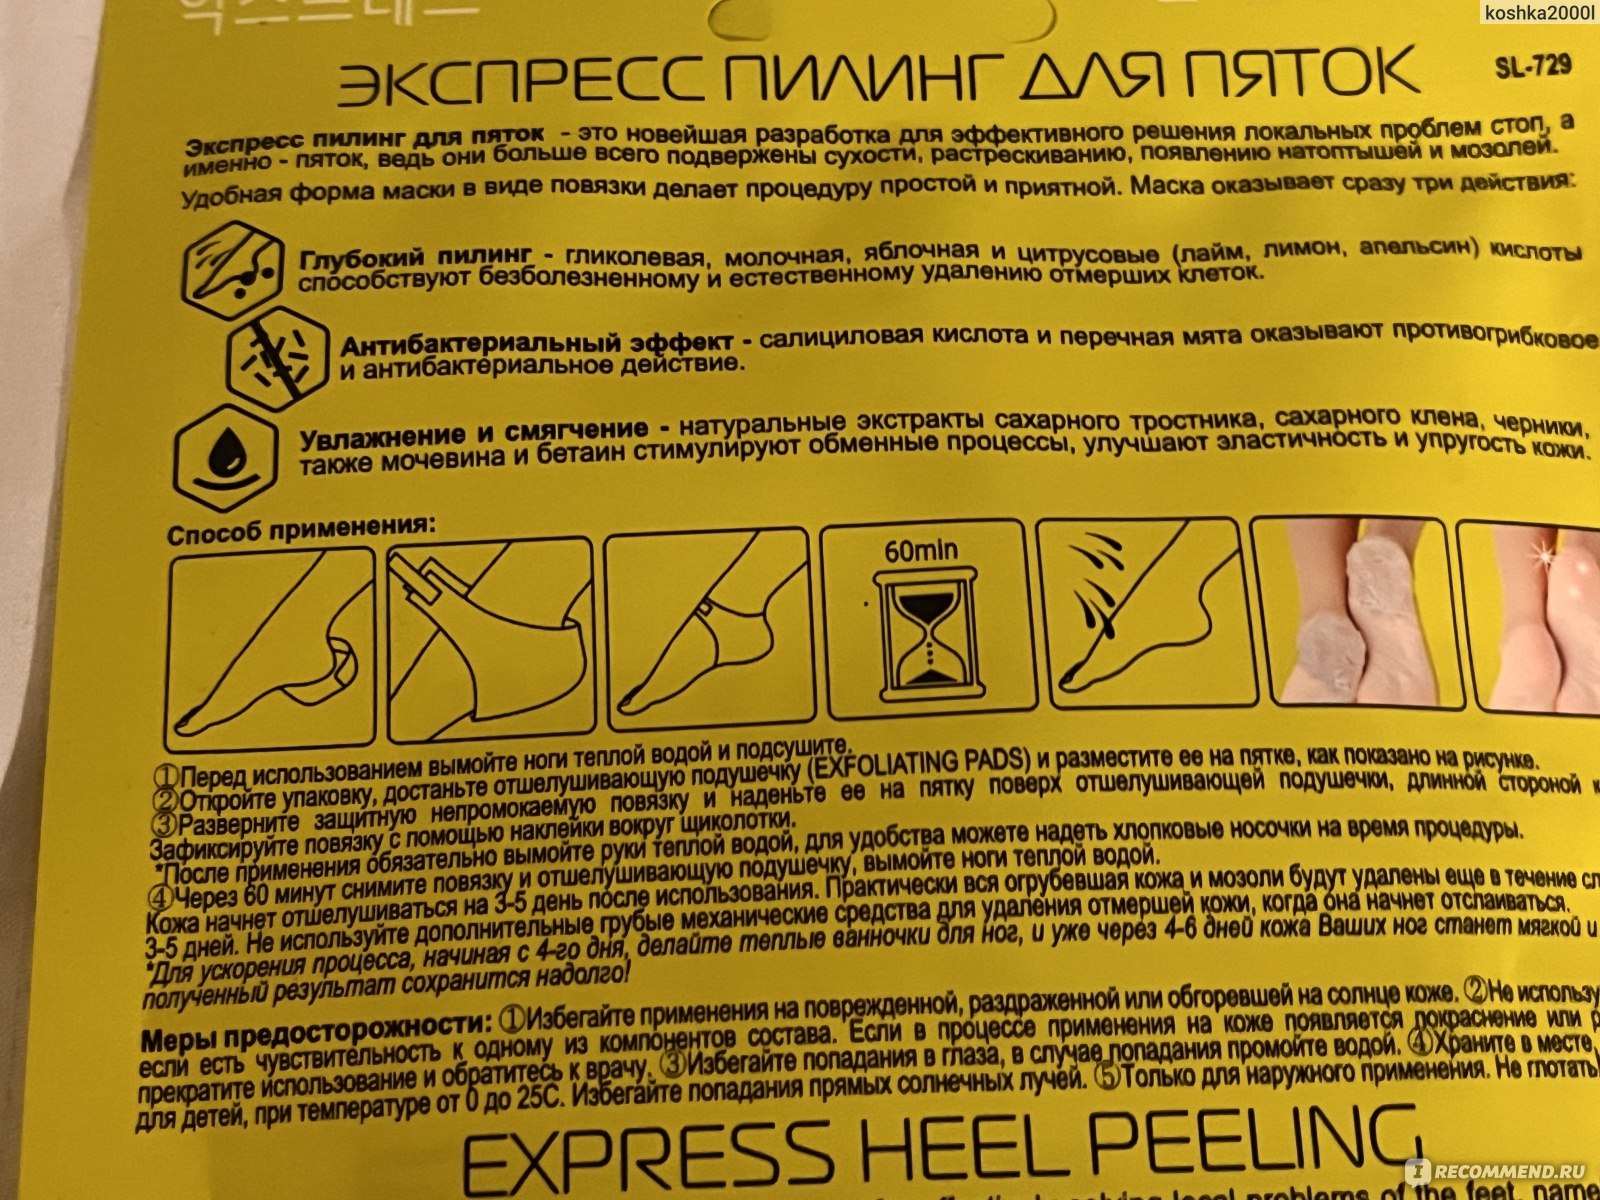 koshka2000l
익스프레스
ЭКСПРЕСС ПИЛИНГ ДЛЯ ПЯТОК
SL-729
Экспресс пилинг для пяток - это новейшая разработка для эффективного решения локальных проблем стоп, а
именно - пяток, ведь они больше всего подвержены сухости, растрескиванию, появлению натоптышей и мозолей.
Удобная форма маски в виде повязки делает процедуру простой и приятной. Маска оказывает сразу три действия:
Глубокий пилинг - гликолевая, молочная, яблочная и цитрусовые (лайм, лимон, апельсин) кислоты
способствуют безболезненному и естественному удалению отмерших клеток.
Антибактериальный эффект - салициловая кислота и перечная мята оказывают противогрибковое
и антибактериальное действие.
Увлажнение и смягчение - натуральные экстракты сахарного тростника, сахарного клена, черники,
также мочевина и бетаин стимулируют обменные процессы, улучшают эластичность и упругость кожи.
Способ применения:
60min
①Перед использованием вымойте ноги теплой водой и подсушите.
②Откройте упаковку, достаньте отшелушивающую подушечку (EXFOLIATING PADS) и разместите ее на пятке, как показано на рисунке.
③Разверните защитную непромокаемую повязку и наденьте ее на пятку поверх отшелушивающей подушечки, длинной стороной к
Зафиксируйте повязку с помощью наклейки вокруг щиколотки.
*После применения обязательно вымойте руки теплой водой, для удобства можете надеть хлопковые носочки на время процедуры.
④Через 60 минут снимите повязку и отшелушивающую подушечку, вымойте ноги теплой водой.
Кожа начнет отшелушиваться на 3-5 день после использования. Практически вся огрубевшая кожа и мозоли будут удалены еще в течение сл
3-5 дней. Не используйте дополнительные грубые механические средства для удаления отмершей кожи, когда она начнет отслаиваться.
*Для ускорения процесса, начиная с 4-го дня, делайте теплые ванночки для ног, и уже через 4-6 дней кожа Ваших ног станет мягкой и
полученный результат сохранится надолго!
Меры предосторожности: ①Избегайте применения на поврежденной, раздраженной или обгоревшей на солнце коже. ②Не использу
если есть чувствительность к одному из компонентов состава. Если в процессе применения на коже появляется покраснение или р
прекратите использование и обратитесь к врачу. ③Избегайте попадания в глаза, в случае попадания промойте водой. ④Храните в месте,
для детей, при температуре от 0 до 25С. Избегайте попадания прямых солнечных лучей. ⑤Только для наружного применения. Не глотать!
EXPRESS HEEL PEELING
problems of the feet, name
IRECOMMEND.RU